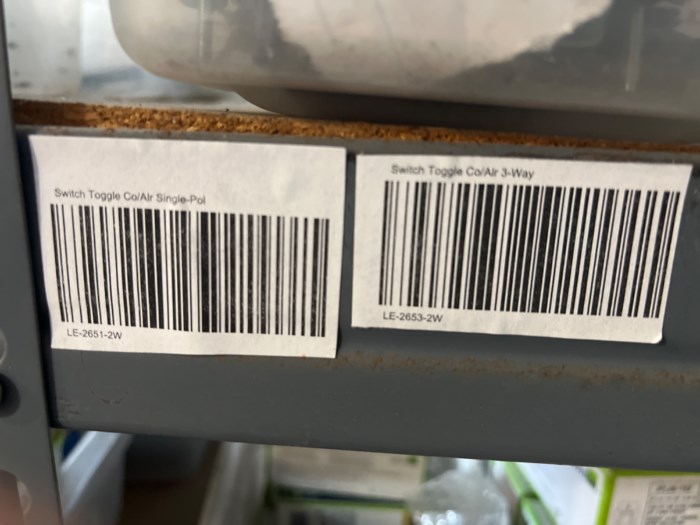 Switch Toggle Co/Alr Single-Pol
LE-2651-2W
Switch Toggle Co/Alr 3-Way
LE-2653-2W